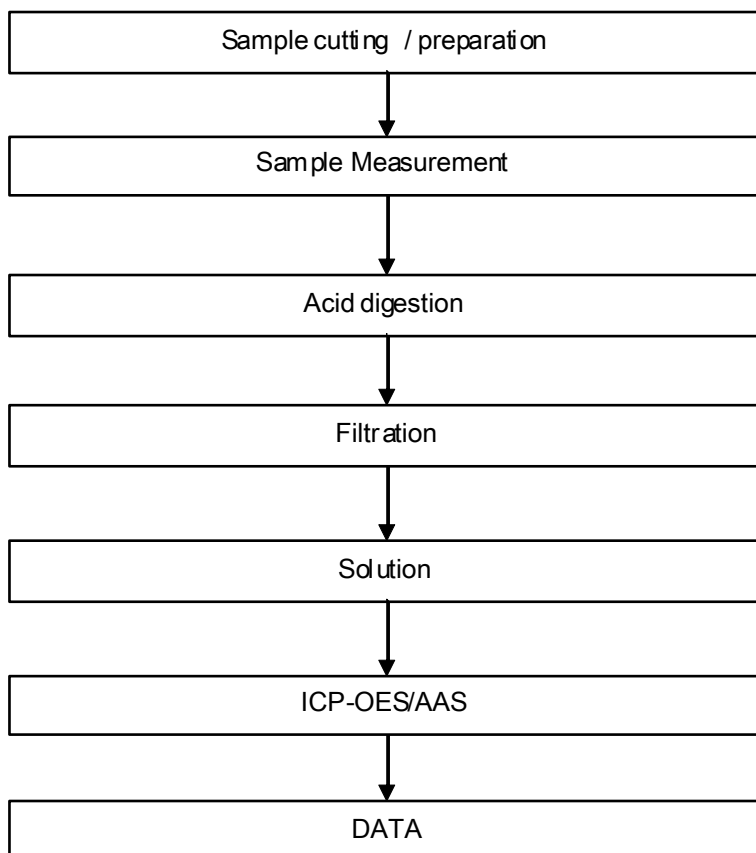 Sample cutting / preparation
Sample Measurement
Acid digestion
Filtration
Solution
ICP-OES/AAS
DATA